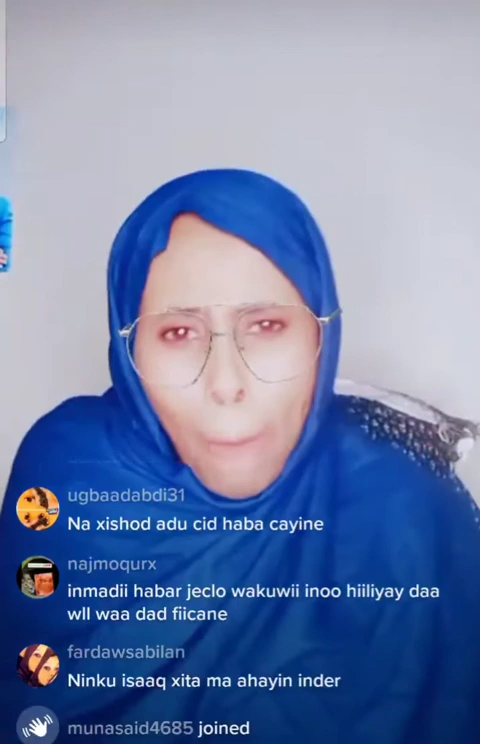 ugbaadabdi31
Na xishod adu cid haba cayine
najmoqurx
inmadii habar jeclo wakuwii inoo hiiliyay daa
wll waa dad fiicane
fardawsabilan
Ninku isaaq xita ma ahayin inder
munasaid4685 joined